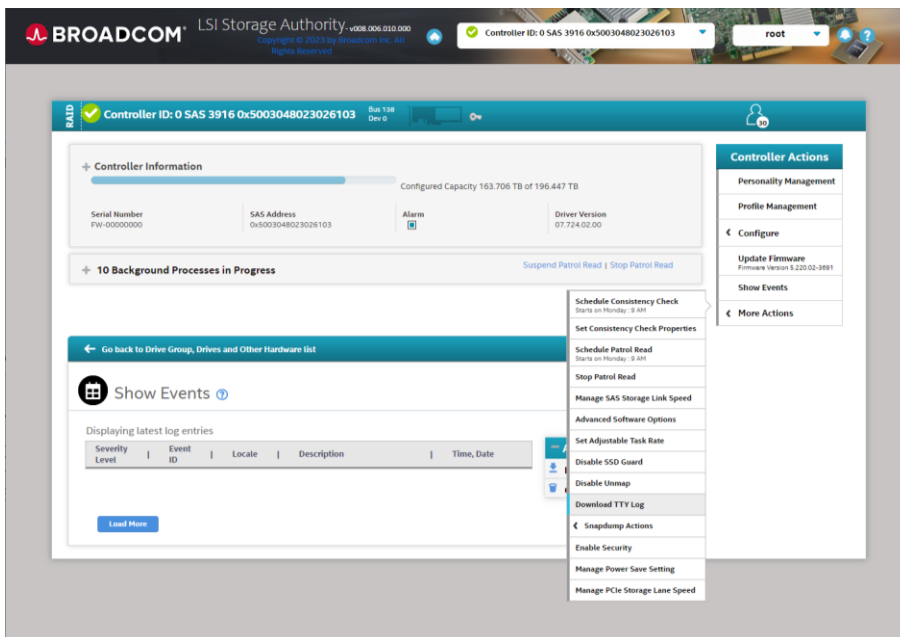 BROADCOM®
LSI Storage Authority v008.006.010.000
Copyright © 2023 by Broadcom Inc. All
Rights Reserved
Controller ID: 0 SAS 3916 0x5003048023026103
root
RAID
Controller ID: 0 SAS 3916 0x5003048023026103
Bus 138
Dev 0
30
Controller Information
Configured Capacity 163.706 TB of 196.447 TB
Serial Number
FW-00000000
SAS Address
0x5003048023026103
Alarm
Driver Version
07.724.02.00
10 Background Processes in Progress
Suspend Patrol Read | Stop Patrol Read
Controller Actions
Personality Management
Profile Management
Configure
Update Firmware
Firmware Version 5.220.02-3691
Show Events
More Actions
Schedule Consistency Check
Starts on Monday : 9 AM
Set Consistency Check Properties
Schedule Patrol Read
Starts on Monday : 9 AM
Stop Patrol Read
Manage SAS Storage Link Speed
Advanced Software Options
Set Adjustable Task Rate
Disable SSD Guard
Disable Unmap
Download TTY Log
Snapdump Actions
Enable Security
Manage Power Save Setting
Manage PCIe Storage Lane Speed
Go back to Drive Group, Drives and Other Hardware list
Show Events
Displaying latest log entries
Severity Level | Event ID | Locale | Description | Time, Date
Load More